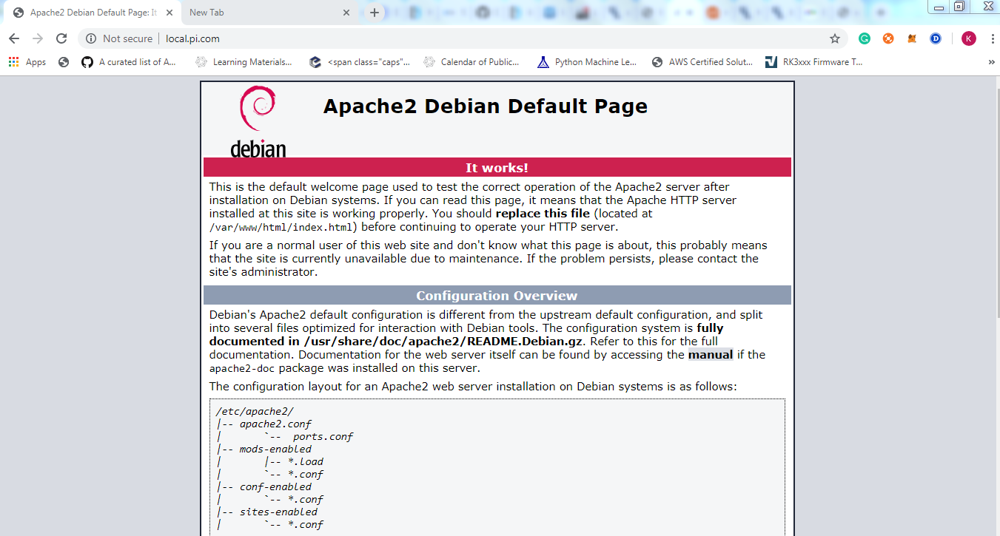 Apache2 Debian Default Page: It
New Tab
Not secure
local.pi.com
K
Apps
A curated list of A...
Learning Materials...
<span class="caps"...
Calendar of Public...
Python Machine Le...
AWS Certified Solut...
RK3xxx Firmware T...
»
debian
Apache2 Debian Default Page
It works!
This is the default welcome page used to test the correct operation of the Apache2 server after
installation on Debian systems. If you can read this page, it means that the Apache HTTP server
installed at this site is working properly. You should replace this file (located at
/var/www/html/index.html) before continuing to operate your HTTP server.
If you are a normal user of this web site and don't know what this page is about, this probably means
that the site is currently unavailable due to maintenance. If the problem persists, please contact the
site's administrator.
Configuration Overview
Debian's Apache2 default configuration is different from the upstream default configuration, and split
into several files optimized for interaction with Debian tools. The configuration system is fully
documented in /usr/share/doc/apache2/README.Debian.gz. Refer to this for the full
documentation. Documentation for the web server itself can be found by accessing the manual if the
apache2-doc package was installed on this server.
The configuration layout for an Apache2 web server installation on Debian systems is as follows:
/etc/apache2/
|-- apache2.conf
|       `--  ports.conf
|-- mods-enabled
|       |-- *.load
|       `-- *.conf
|-- conf-enabled
|       `-- *.conf
|-- sites-enabled
|       `-- *.conf